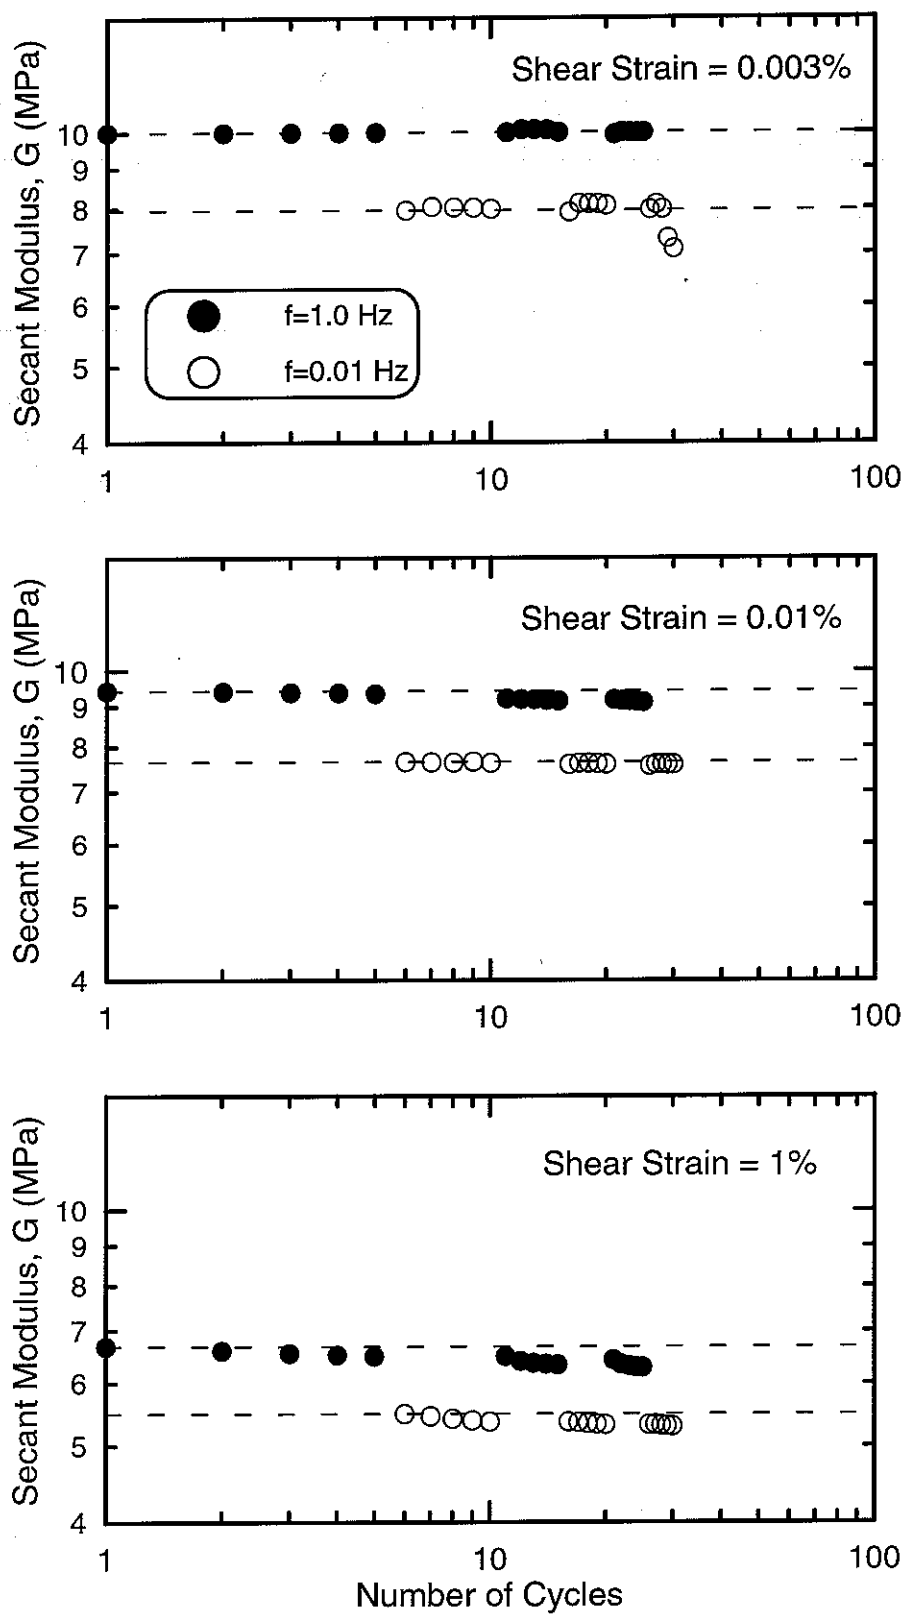 Secant Modulus, G (MPa)
Shear Strain = 0.003%
10
9
8
7
6
5
4
f=1.0 Hz
f=0.01 Hz
1 10 100
Secant Modulus, G (MPa)
Shear Strain = 0.01%
10
9
8
7
6
5
4
1 10 100
Secant Modulus, G (MPa)
Shear Strain = 1%
10
9
8
7
6
5
4
1 10 100
Number of Cycles